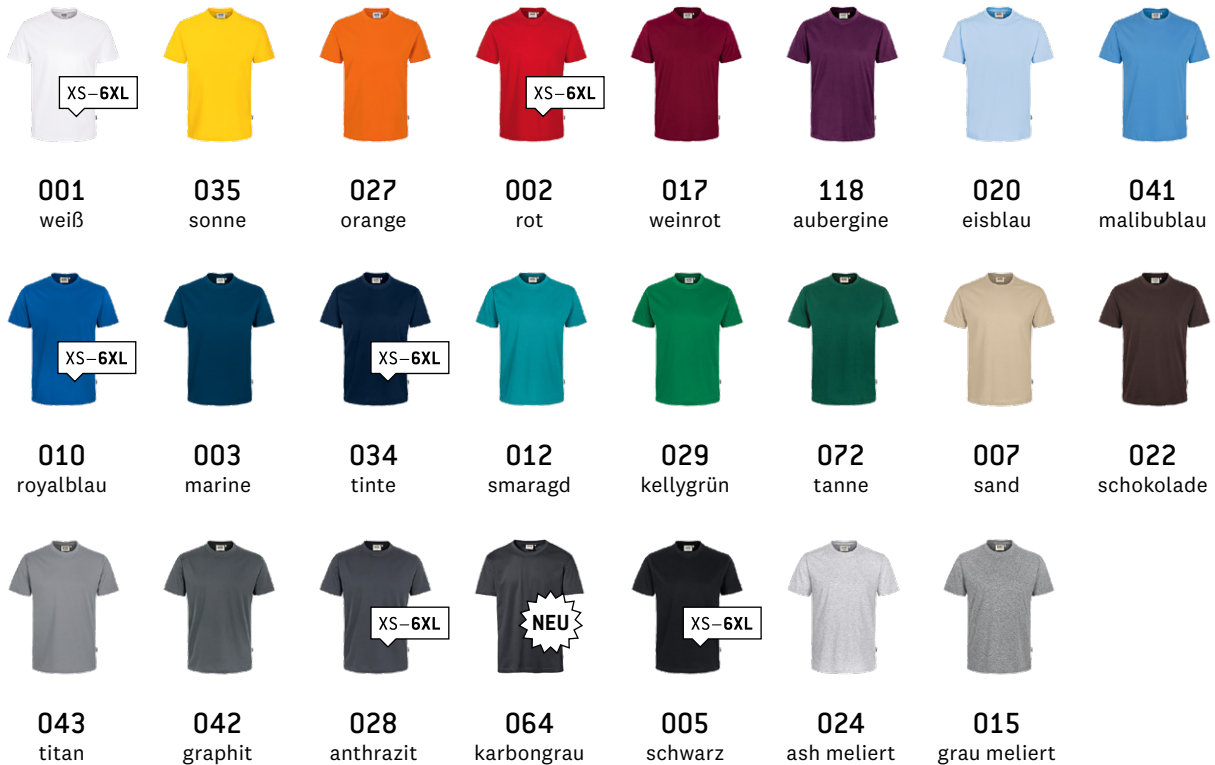 XS–6XL
XS–6XL
001
weiß
035
sonne
027
orange
002
rot
017
weinrot
118
aubergine
020
eisblau
041
malibublau
XS–6XL
XS–6XL
010
royalblau
003
marine
034
tinte
012
smaragd
029
kellygrün
072
tanne
007
sand
022
schokolade
XS–6XL
NEU
XS–6XL
043
titan
042
graphit
028
anthrazit
064
karbongrau
005
schwarz
024
ash meliert
015
grau meliert